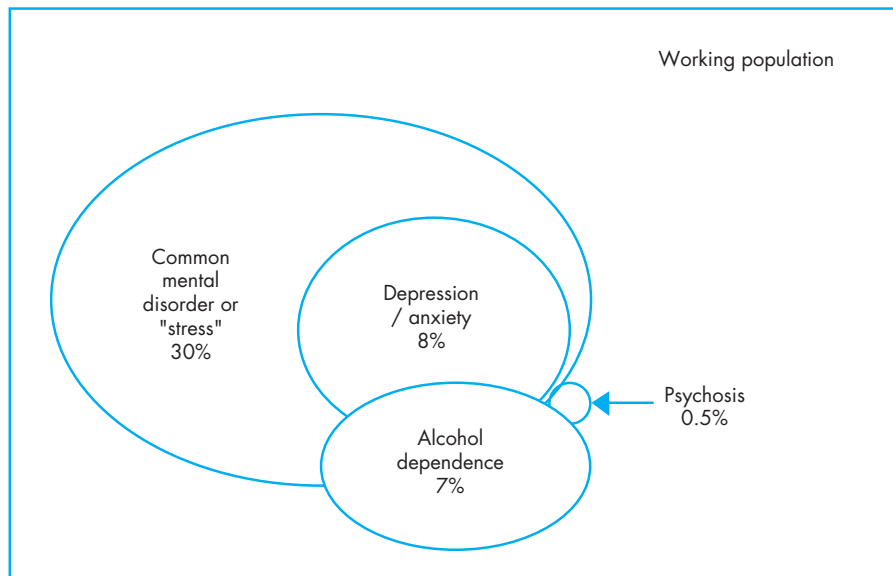 Working population
Common
mental
disorder or
"stress"
30%
Depression
/ anxiety
8%
Psychosis
0.5%
Alcohol
dependence
7%